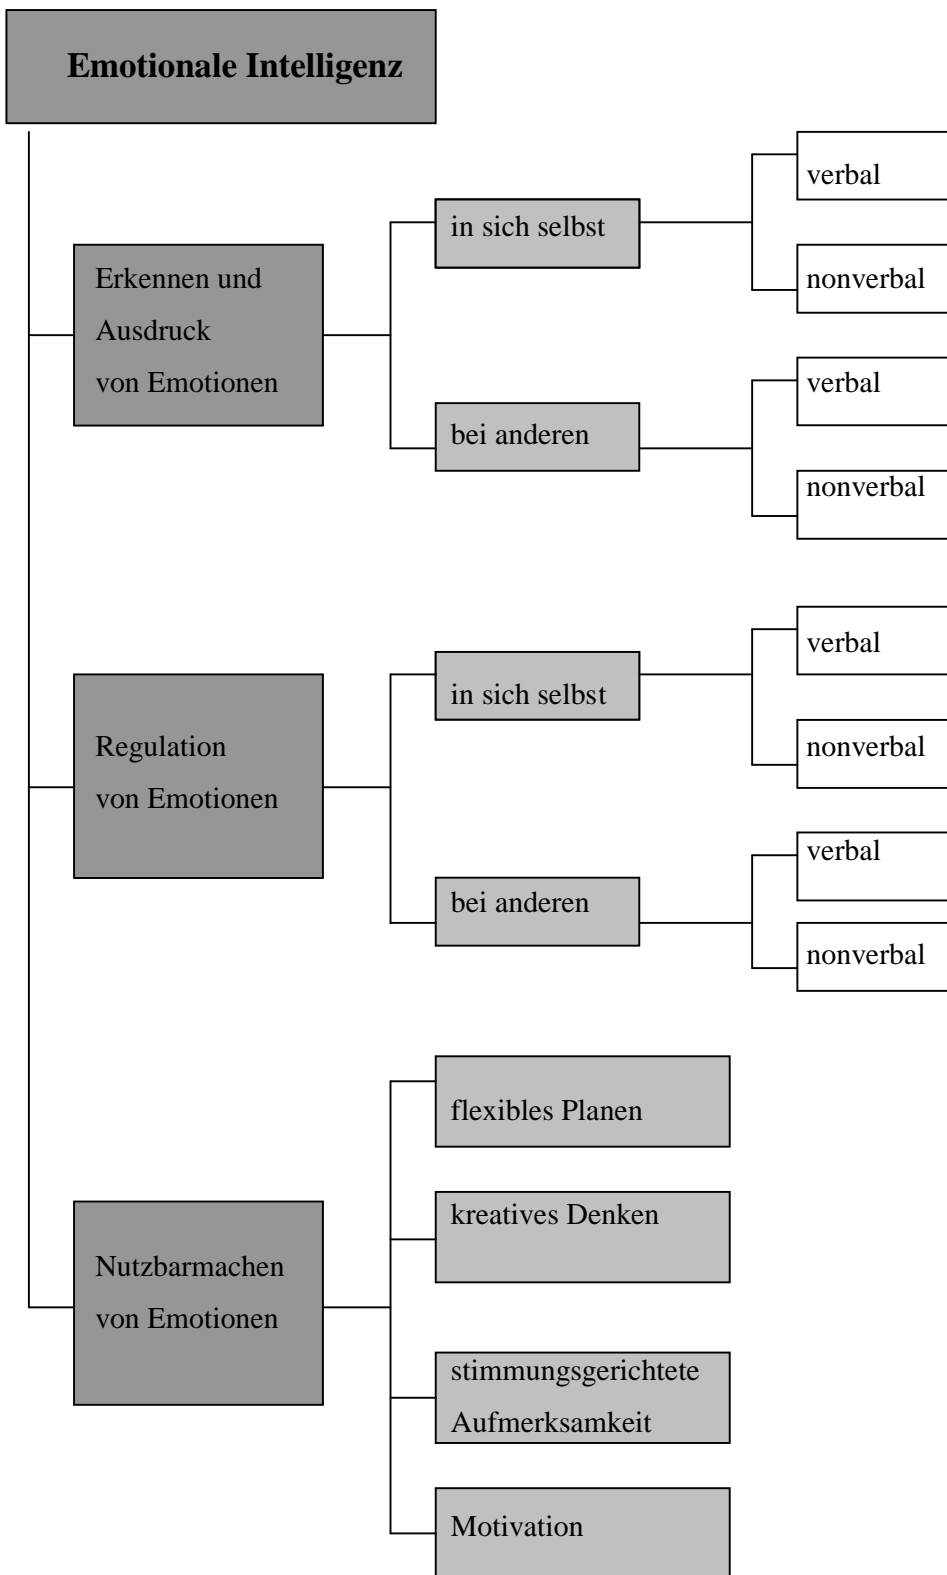 Emotionale Intelligenz
Erkennen und
Ausdruck
von Emotionen
in sich selbst
verbal
nonverbal
bei anderen
verbal
nonverbal
Regulation
von Emotionen
in sich selbst
verbal
nonverbal
bei anderen
verbal
nonverbal
Nutzbarmachen
von Emotionen
flexibles Planen
kreatives Denken
stimmungsgerichtete
Aufmerksamkeit
Motivation